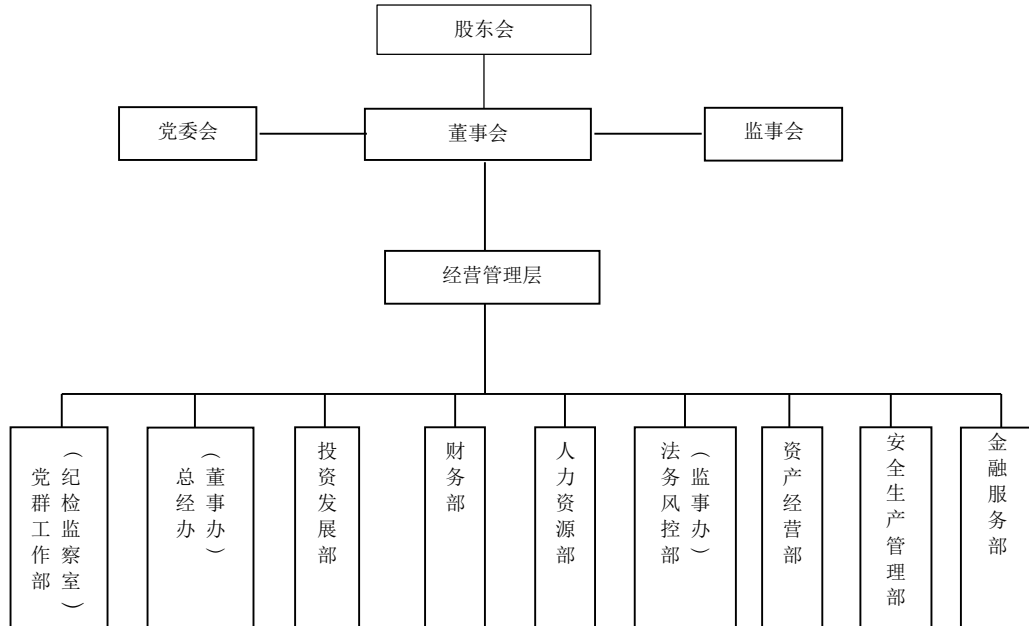 股东会
党委会
董事会
监事会
经营管理层
党群工作部
（纪检监察室）
总经办
（董事办）
投资发展部
财务部
人力资源部
法务风控部
（监事办）
资产经营部
安全生产管理部
金融服务部